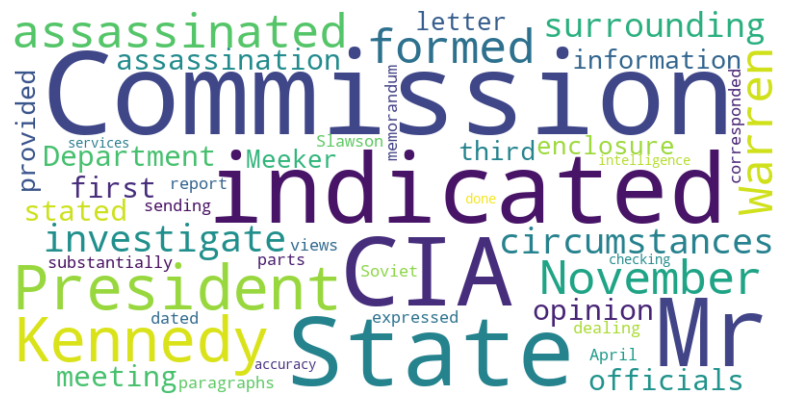 assassinated
letter
surrounding
assassination
formed
information
Commission
provided
services
memorandum
corresponded
Warren
Slawson
Department
Meeker
third
enclosure
intelligence
first
report
indicated
stated
sending
done
investigate
views
CIA
circumstances
substantially
parts
Soviet
checking
President
November
dated
expressed
opinion
Mr
Kennedy
State
dealing
April
meeting
paragraphs
accuracy
officials